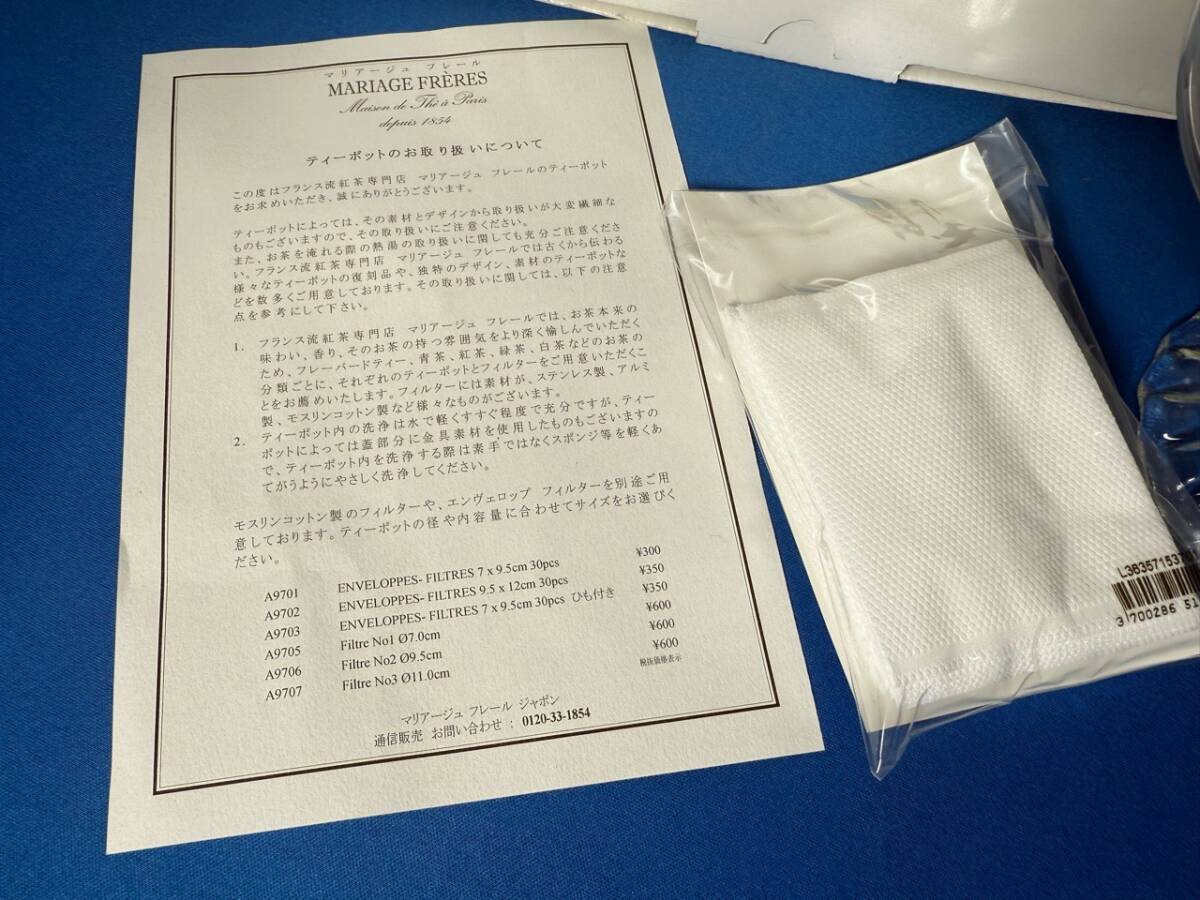 マリアージュ フレール
MARIAGE FRÈRES
Maison de Thé à Paris
depuis 1854
ティーポットのお取り扱いについて
この度はフランス流紅茶専門店 マリアージュ フレールのティーポット
をお求めいただき、誠にありがとうございます。
ティーポットによっては、その素材とデザインから取り扱いが大変繊細な
ものもございますので、その取り扱いにご注意ください。
また、お茶を淹れる際の熱湯の取り扱いに関しても充分ご注意くださ
い。フランス流紅茶専門店 マリアージュ フレールでは古くから伝わる
様々なティーポットの復刻品や、独特のデザイン、素材のティーポットな
どを数多くご用意しております。その取り扱いに関しては、以下の注意
点を参考にして下さい。
1. フランス流紅茶専門店 マリアージュ フレールでは、お茶本来の
味わい、香り、そのお茶の持つ雰囲気をより深く愉しんでいただく
ため、フレーバードティー、青茶、紅茶、緑茶、白茶などのお茶の
分類ごとに、それぞれのティーポットとフィルターをご用意いただくこ
とをお薦めいたします。フィルターには素材が、ステンレス製、アルミ
製、モスリンコットン製など様々なものがございます。
2. ティーポット内の洗浄は水で軽くすすぐ程度で充分ですが、ティー
ポットによっては蓋部分に金具素材を使用したものもございますの
で、ティーポット内を洗浄する際は素手ではなくスポンジ等を軽くあ
てがうようにやさしく洗浄してください。
モスリンコットン製のフィルターや、エンヴェロップ フィルターを別途ご用
意しております。ティーポットの径や内容量に合わせてサイズをお選びく
ださい。
A9701 ENVELOPPES- FILTRES 7 x 9.5cm 30pcs ¥300
A9702 ENVELOPPES- FILTRES 9.5 x 12cm 30pcs ¥350
A9703 ENVELOPPES- FILTRES 7 x 9.5cm 30pcs ひも付き ¥350
A9705 Filtre No1 Ø7.0cm ¥600
A9706 Filtre No2 Ø9.5cm ¥600
A9707 Filtre No3 Ø11.0cm ¥600
税抜価格表示
マリアージュ フレール ジャポン
通信販売 お問い合わせ : 0120-33-1854
3 700286 51